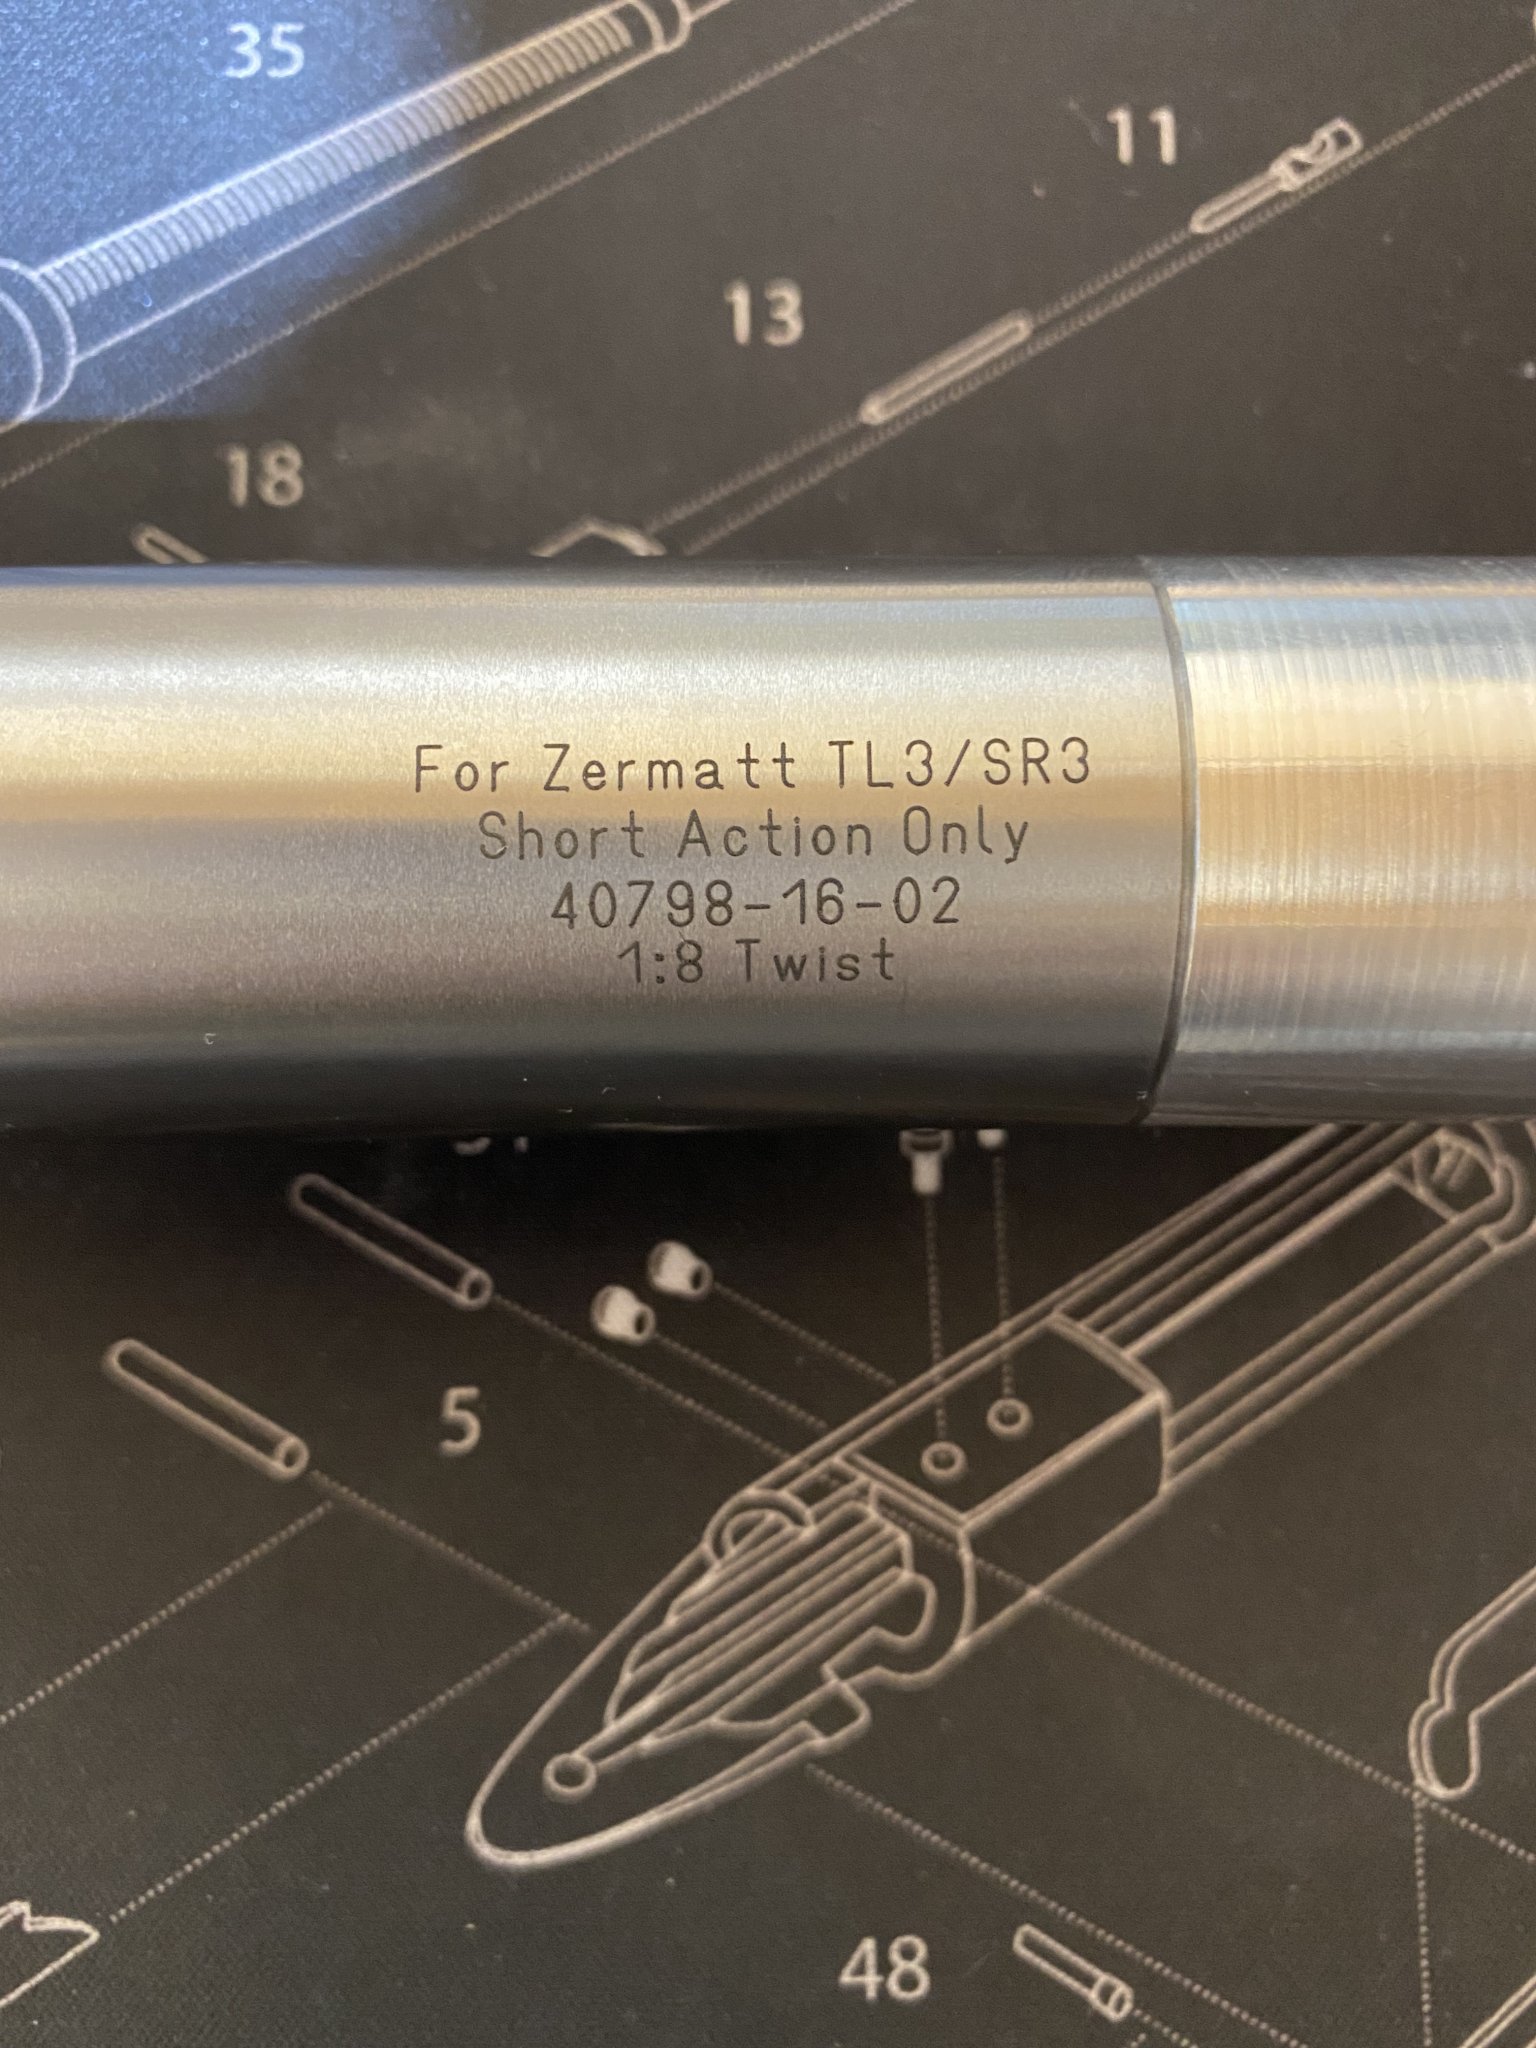 35
11
13
18
For Zermatt TL3/SR3
Short Action Only
40798-16-02
1:8 Twist
5
48